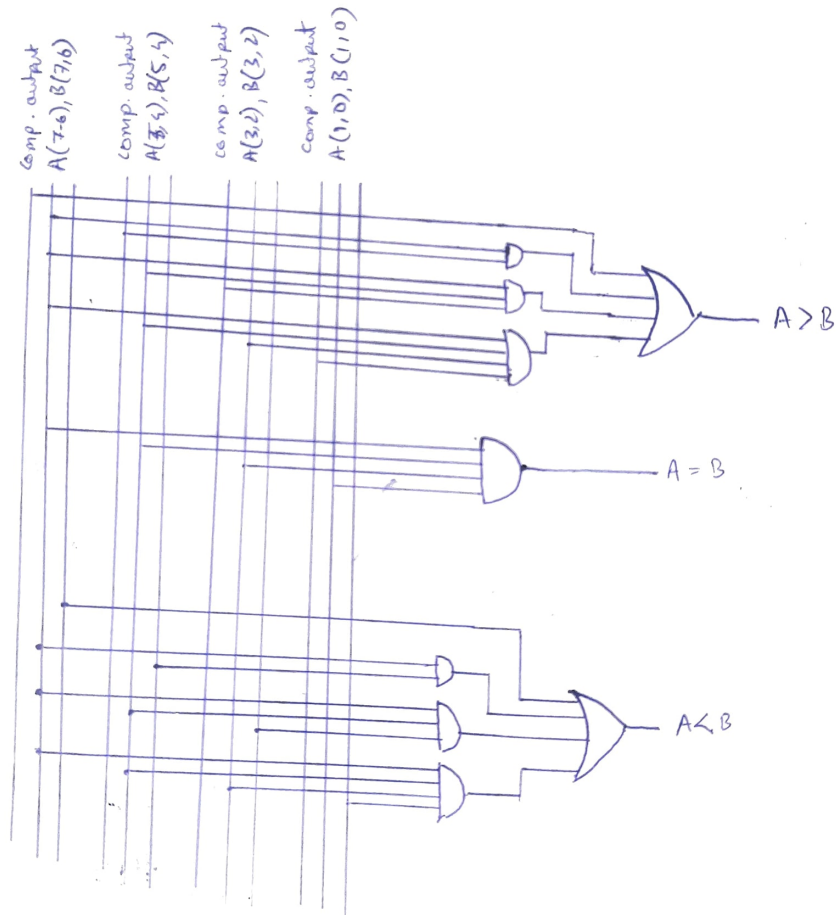 comp. output
A(7-6), B(7,6)
comp. output
A(5,4), B(5,4)
comp. output
A(3,2), B(3,2)
comp. output
A(1,0), B(1,0)
A > B
A = B
A < B